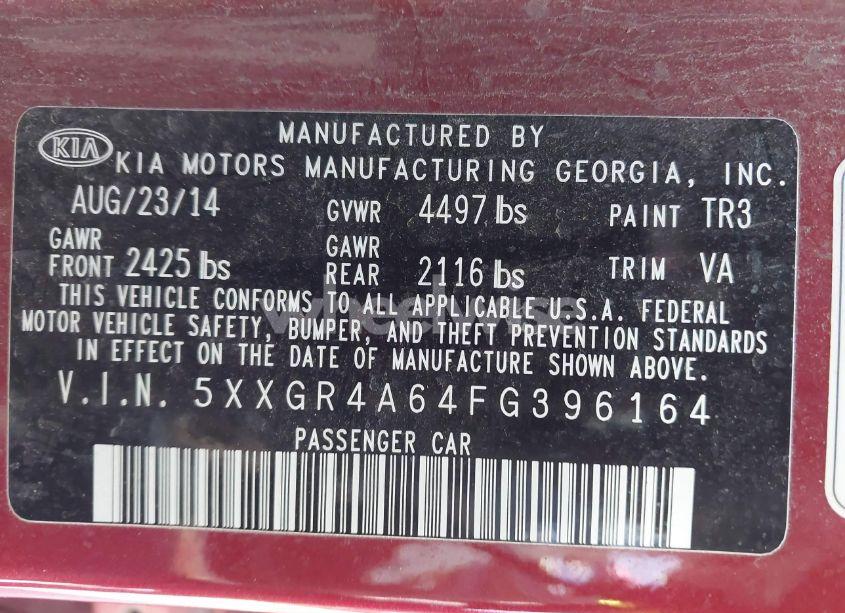 MANUFACTURED BY
KIA KIA MOTORS MANUFACTURING GEORGIA, INC.
AUG/23/14 GVWR 4497 lbs PAINT TR3
GAWR FRONT 2425 lbs GAWR REAR 2116 lbs TRIM VA
THIS VEHICLE CONFORMS TO ALL APPLICABLE U.S.A. FEDERAL
MOTOR VEHICLE SAFETY, BUMPER, AND THEFT PREVENTION STANDARDS
IN EFFECT ON THE DATE OF MANUFACTURE SHOWN ABOVE.
V.I.N. 5XXGR4A64FG396164
PASSENGER CAR